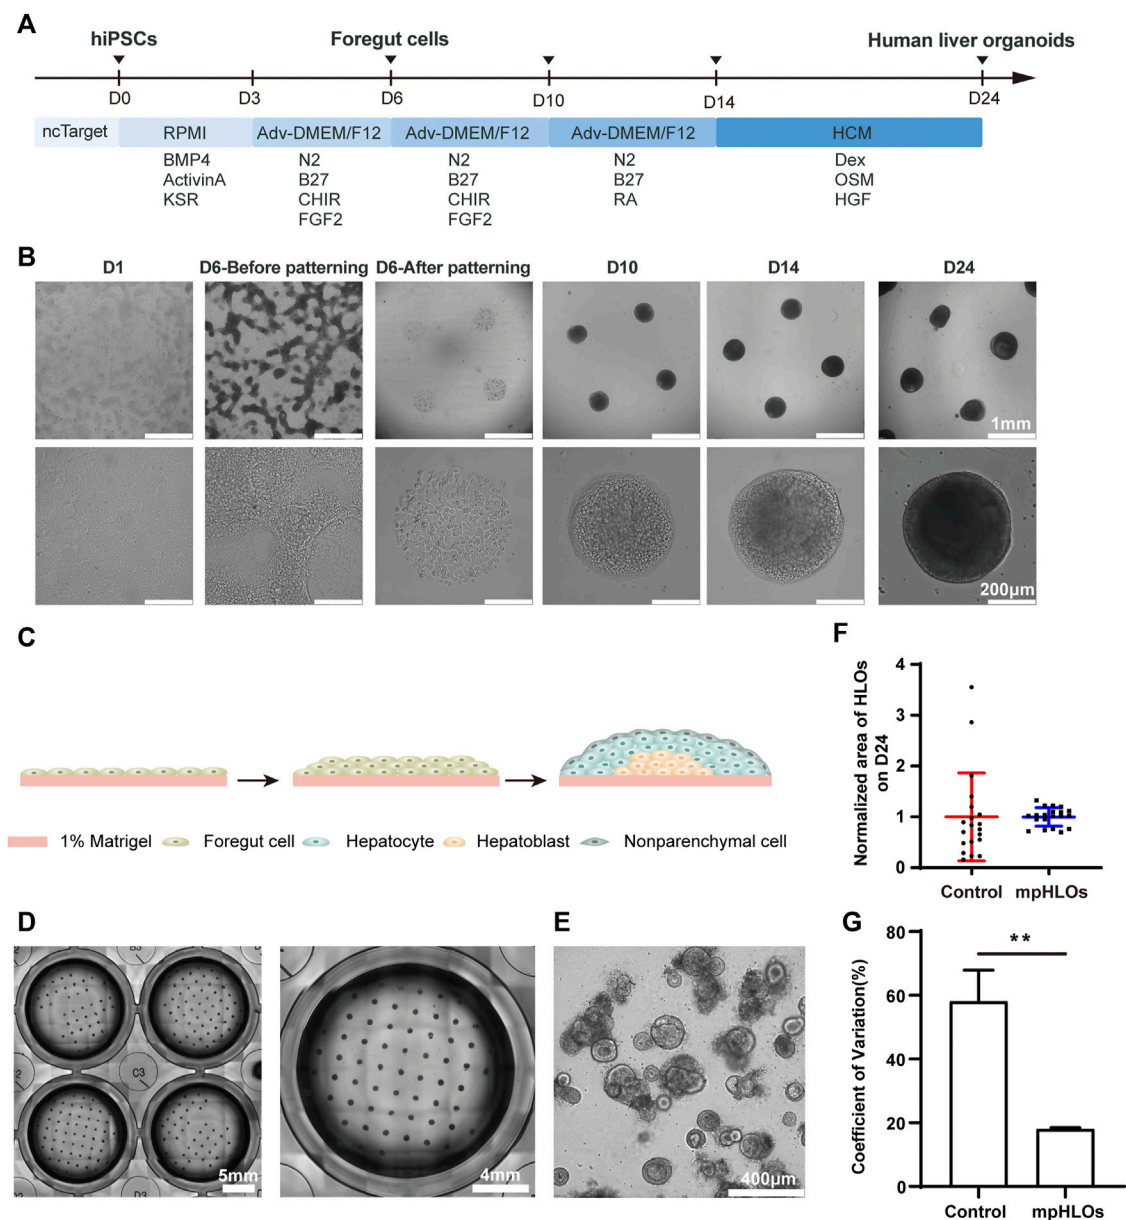 A
hiPSCs Foregut cells Human liver organoids
D0 D3 D6 D10 D14 D24
ncTarget RPMI Adv-DMEM/F12 Adv-DMEM/F12 Adv-DMEM/F12 HCM
BMP4 N2 N2 N2 Dex
ActivinA B27 B27 B27 OSM
KSR CHIR CHIR RA HGF
FGF2 FGF2
B
D1 D6-Before patterning D6-After patterning D10 D14 D24
1mm
200μm
C
1% Matrigel Foregut cell Hepatocyte Hepatoblast Nonparenchymal cell
F
Normalized area of HLOs
on D24
4
3
2
1
0
Control mpHLOs
D
C3
D3
5mm
4mm
E
400μm
G
Coefficient of Variation(%)
80
60
40
20
0
**
Control mpHLOs